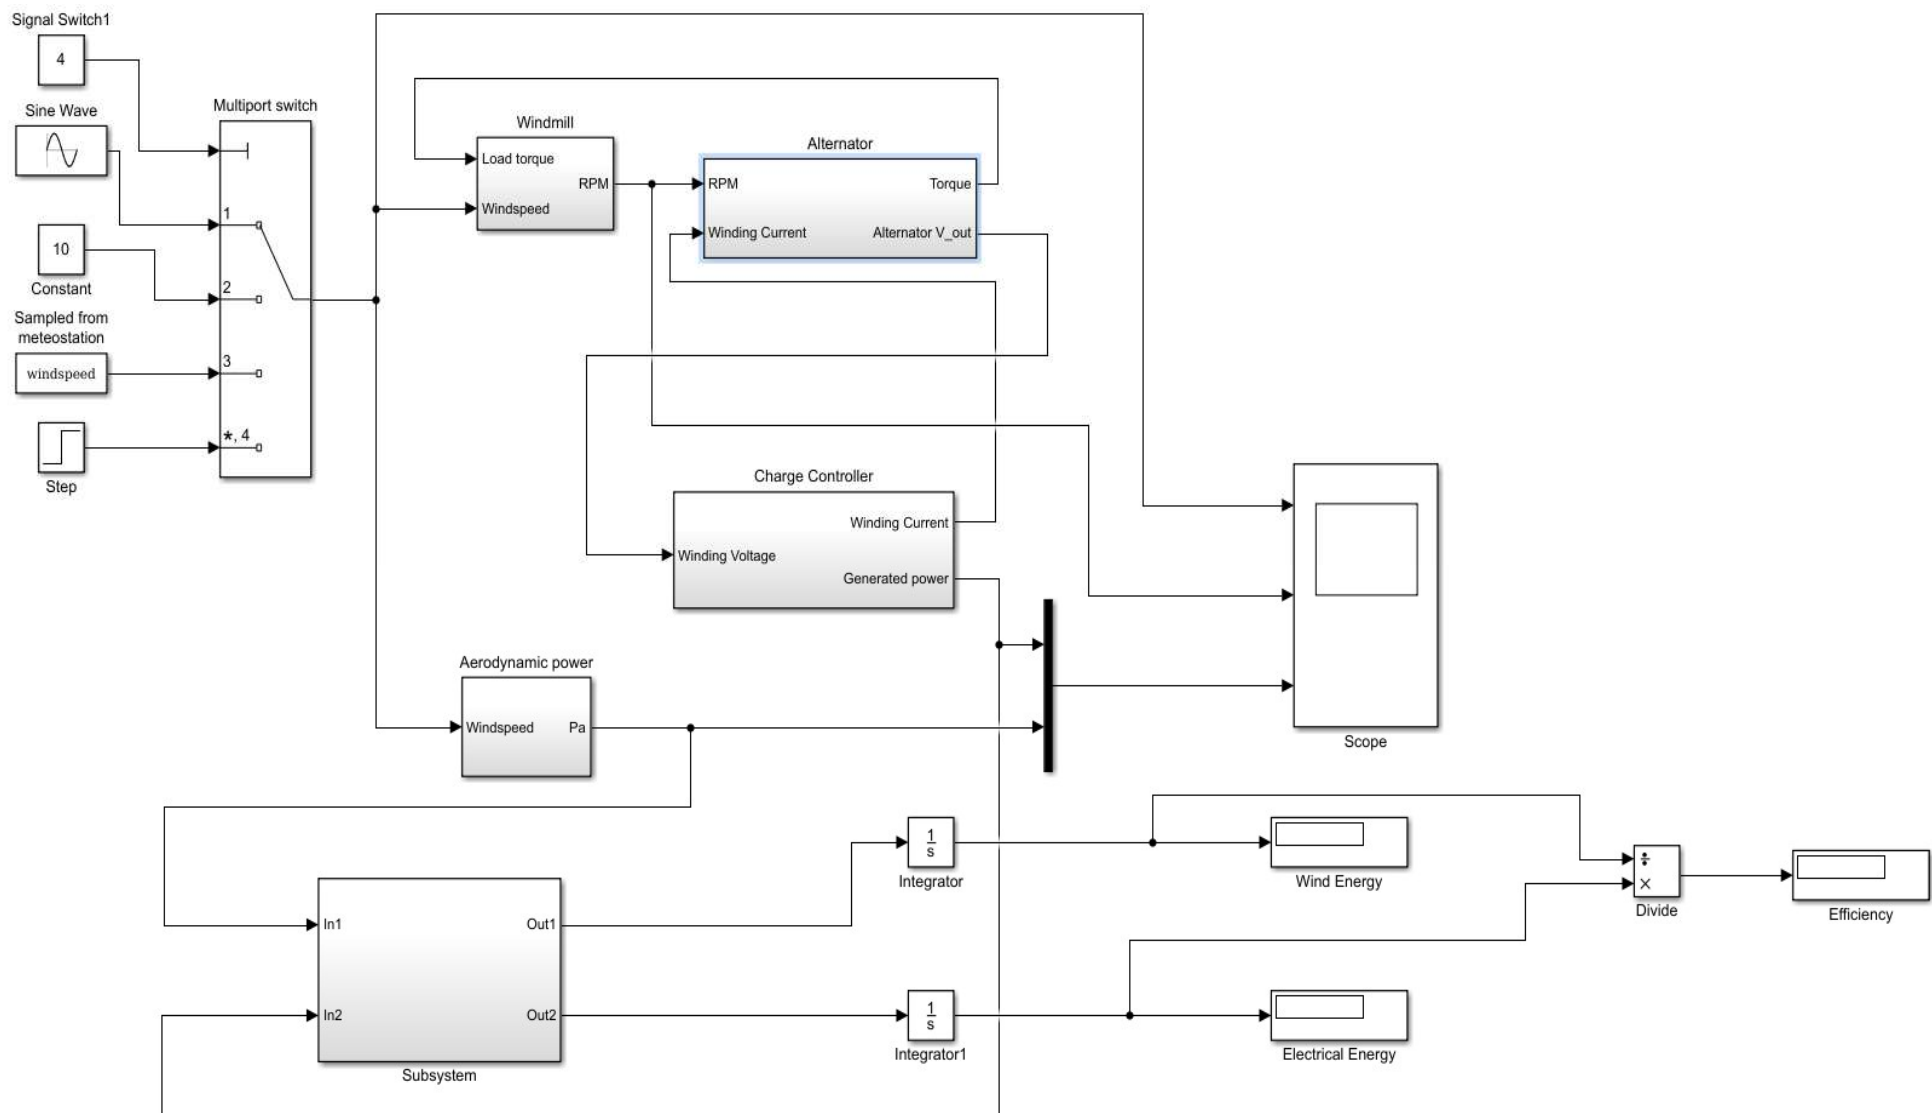 Signal Switch1
4
Sine Wave
Multiport switch
1
10
Constant
2
Sampled from
meteostation
windspeed
3
*, 4
Step
Windmill
Load torque
RPM
Windspeed
Alternator
RPM
Torque
Winding Current
Alternator V_out
Charge Controller
Winding Current
Winding Voltage
Generated power
Aerodynamic power
Windspeed
Pa
Scope
1
s
Integrator
Wind Energy
÷
×
Divide
Efficiency
In1
Out1
In2
Out2
Subsystem
1
s
Integrator1
Electrical Energy